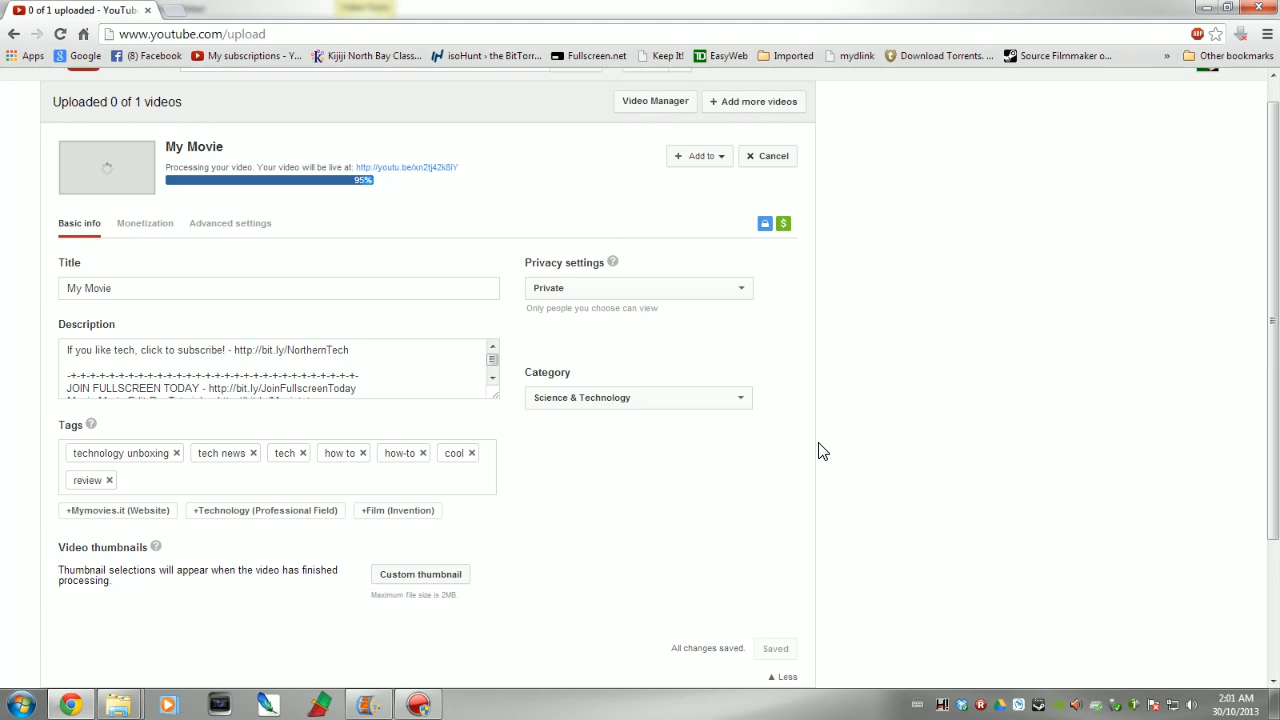 0 of 1 uploaded - YouTub
www.youtube.com/upload
Apps Google Facebook My subscriptions - Y... Kijiji North Bay Classi... isoHunt › the BitTorr... Fullscreen.net Keep It! EasyWeb Imported mydlink Download Torrents. ... Source Filmmaker o... » Other bookmarks
Uploaded 0 of 1 videos Video Manager + Add more videos
My Movie
Processing your video. Your video will be live at: http://youtu.be/xn2tj42k8iY + Add to × Cancel
95%
Basic info Monetization Advanced settings $
Title Privacy settings ?
My Movie Private
Only people you choose can view
Description
If you like tech, click to subscribe! - http://bit.ly/NorthernTech
-+-+-+-+-+-+-+-+-+-+-+-+-+-+-+-+-+-+-+-+-+-+-
JOIN FULLSCREEN TODAY - http://bit.ly/JoinFullscreenToday
Category
Science & Technology
Tags ?
technology unboxing × tech news × tech × how to × how-to × cool ×
review ×
+Mymovies.it (Website) +Technology (Professional Field) +Film (Invention)
Video thumbnails ?
Thumbnail selections will appear when the video has finished
processing.
Custom thumbnail
Maximum file size is 2MB.
All changes saved. Saved
▲ Less
2:01 AM
30/10/2013